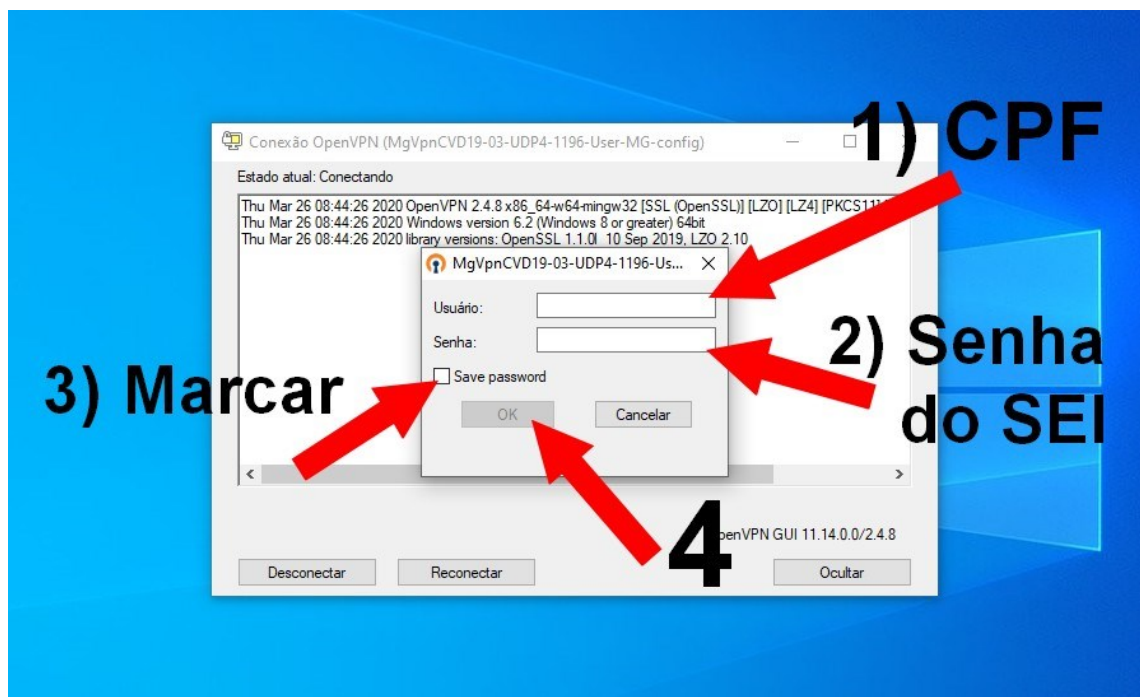 1) CPF
Conexão OpenVPN (MgVpnCVD19-03-UDP4-1196-User-MG-config)
Estado atual: Conectando
Thu Mar 26 08:44:26 2020 OpenVPN 2.4.8 x86_64-w64-mingw32 [SSL (OpenSSL)] [LZO] [LZ4] [PKCS11]
Thu Mar 26 08:44:26 2020 Windows version 6.2 (Windows 8 or greater) 64bit
Thu Mar 26 08:44:26 2020 library versions: OpenSSL 1.1.0l 10 Sep 2019, LZO 2.10
MgVpnCVD19-03-UDP4-1196-Us...
Usuário:
Senha:
2) Senha
do SEI
Save password
3) Marcar
OK Cancelar
4
penVPN GUI 11.14.0.0/2.4.8
Desconectar Reconectar Ocultar